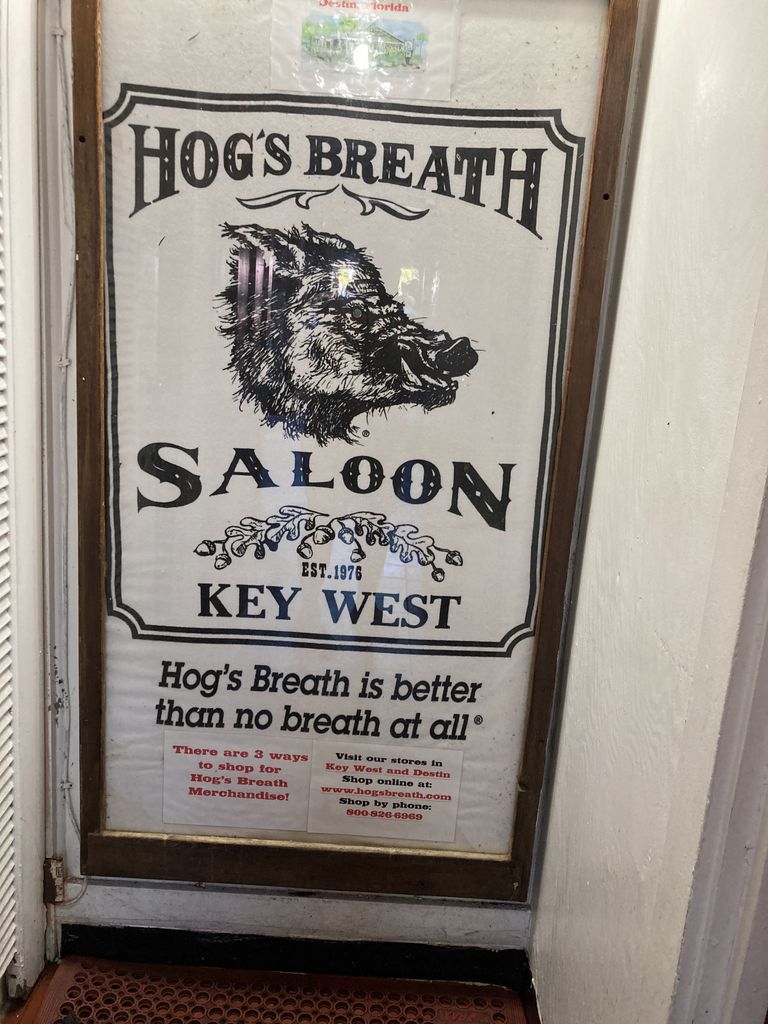 Destin, Florida
HOG'S BREATH
®
SALOON
EST. 1976
KEY WEST
Hog's Breath is better
than no breath at all®
There are 3 ways
to shop for
Hog's Breath
Merchandise!
Visit our stores in
Key West and Destin
Shop online at:
www.hogsbreath.com
Shop by phone:
800-826-6969